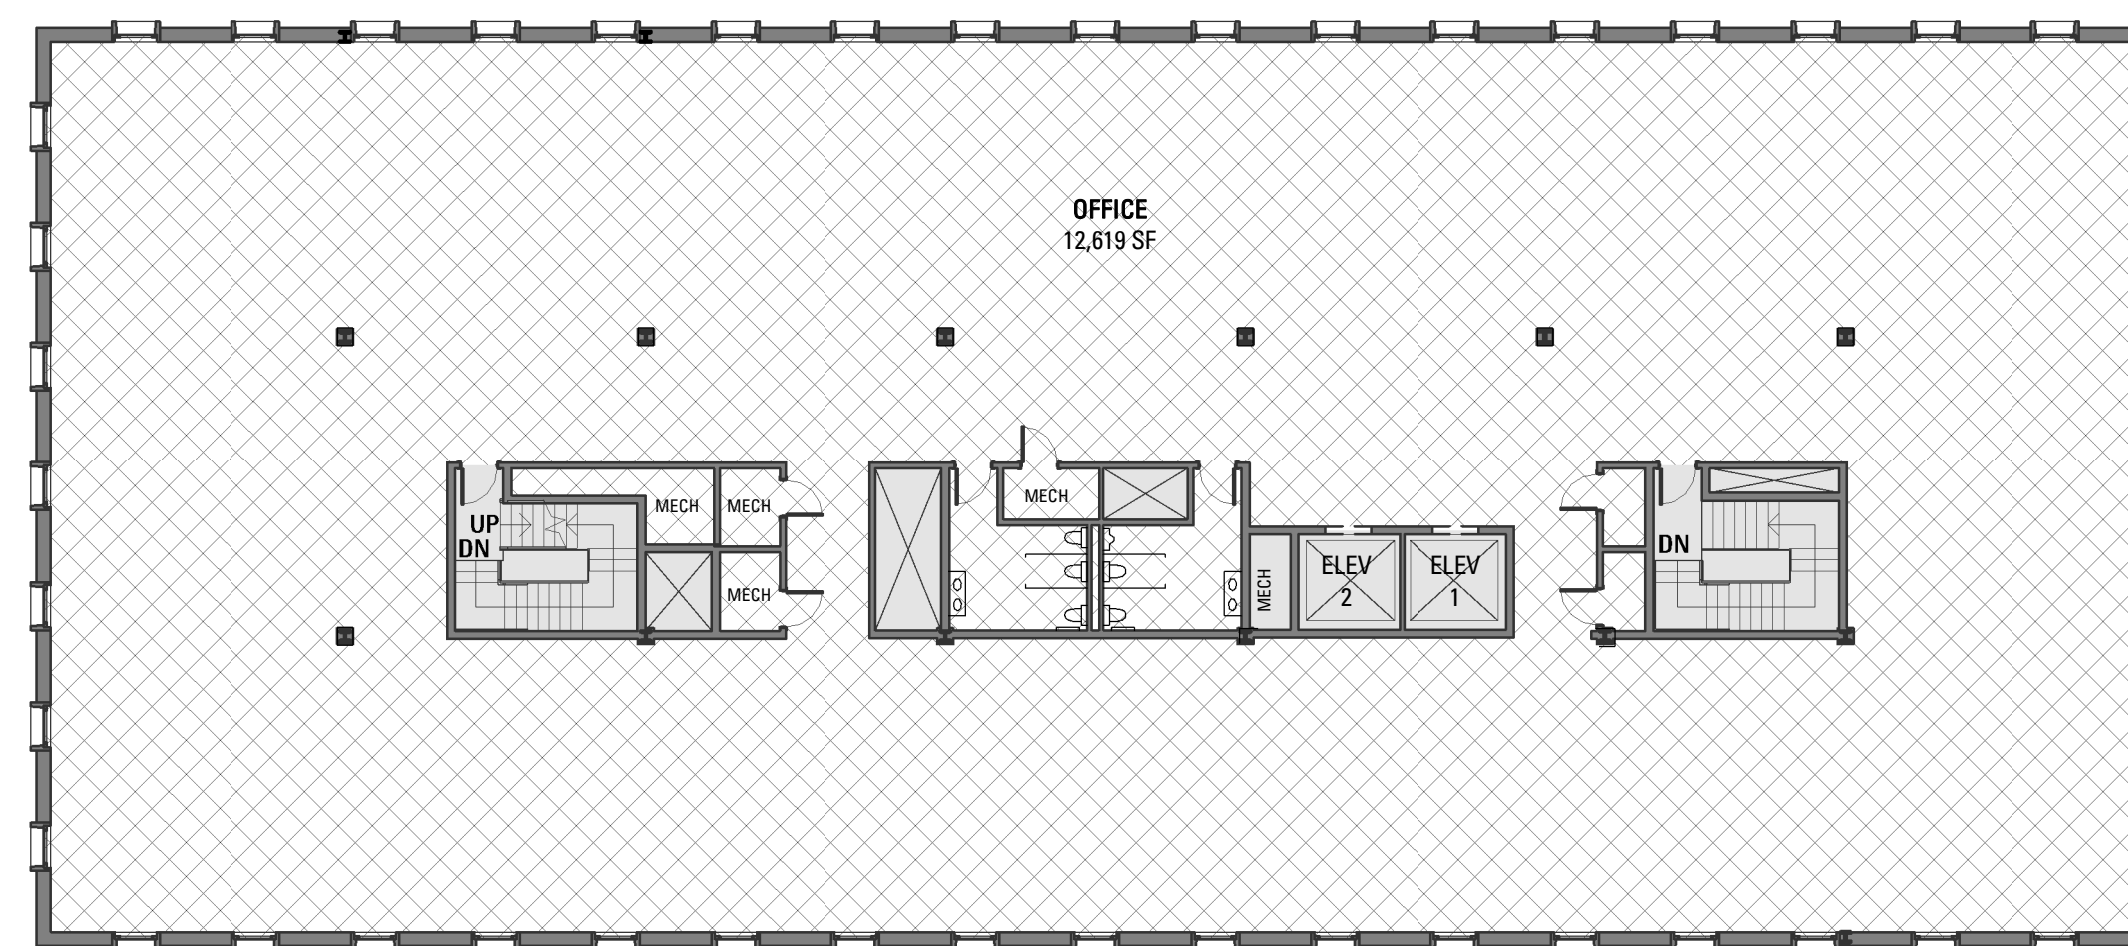 OFFICE
12,619 SF
MECH
MECH
MECH
UP
DN
DN
ELEV
2
ELEV
1
MECH
MECH